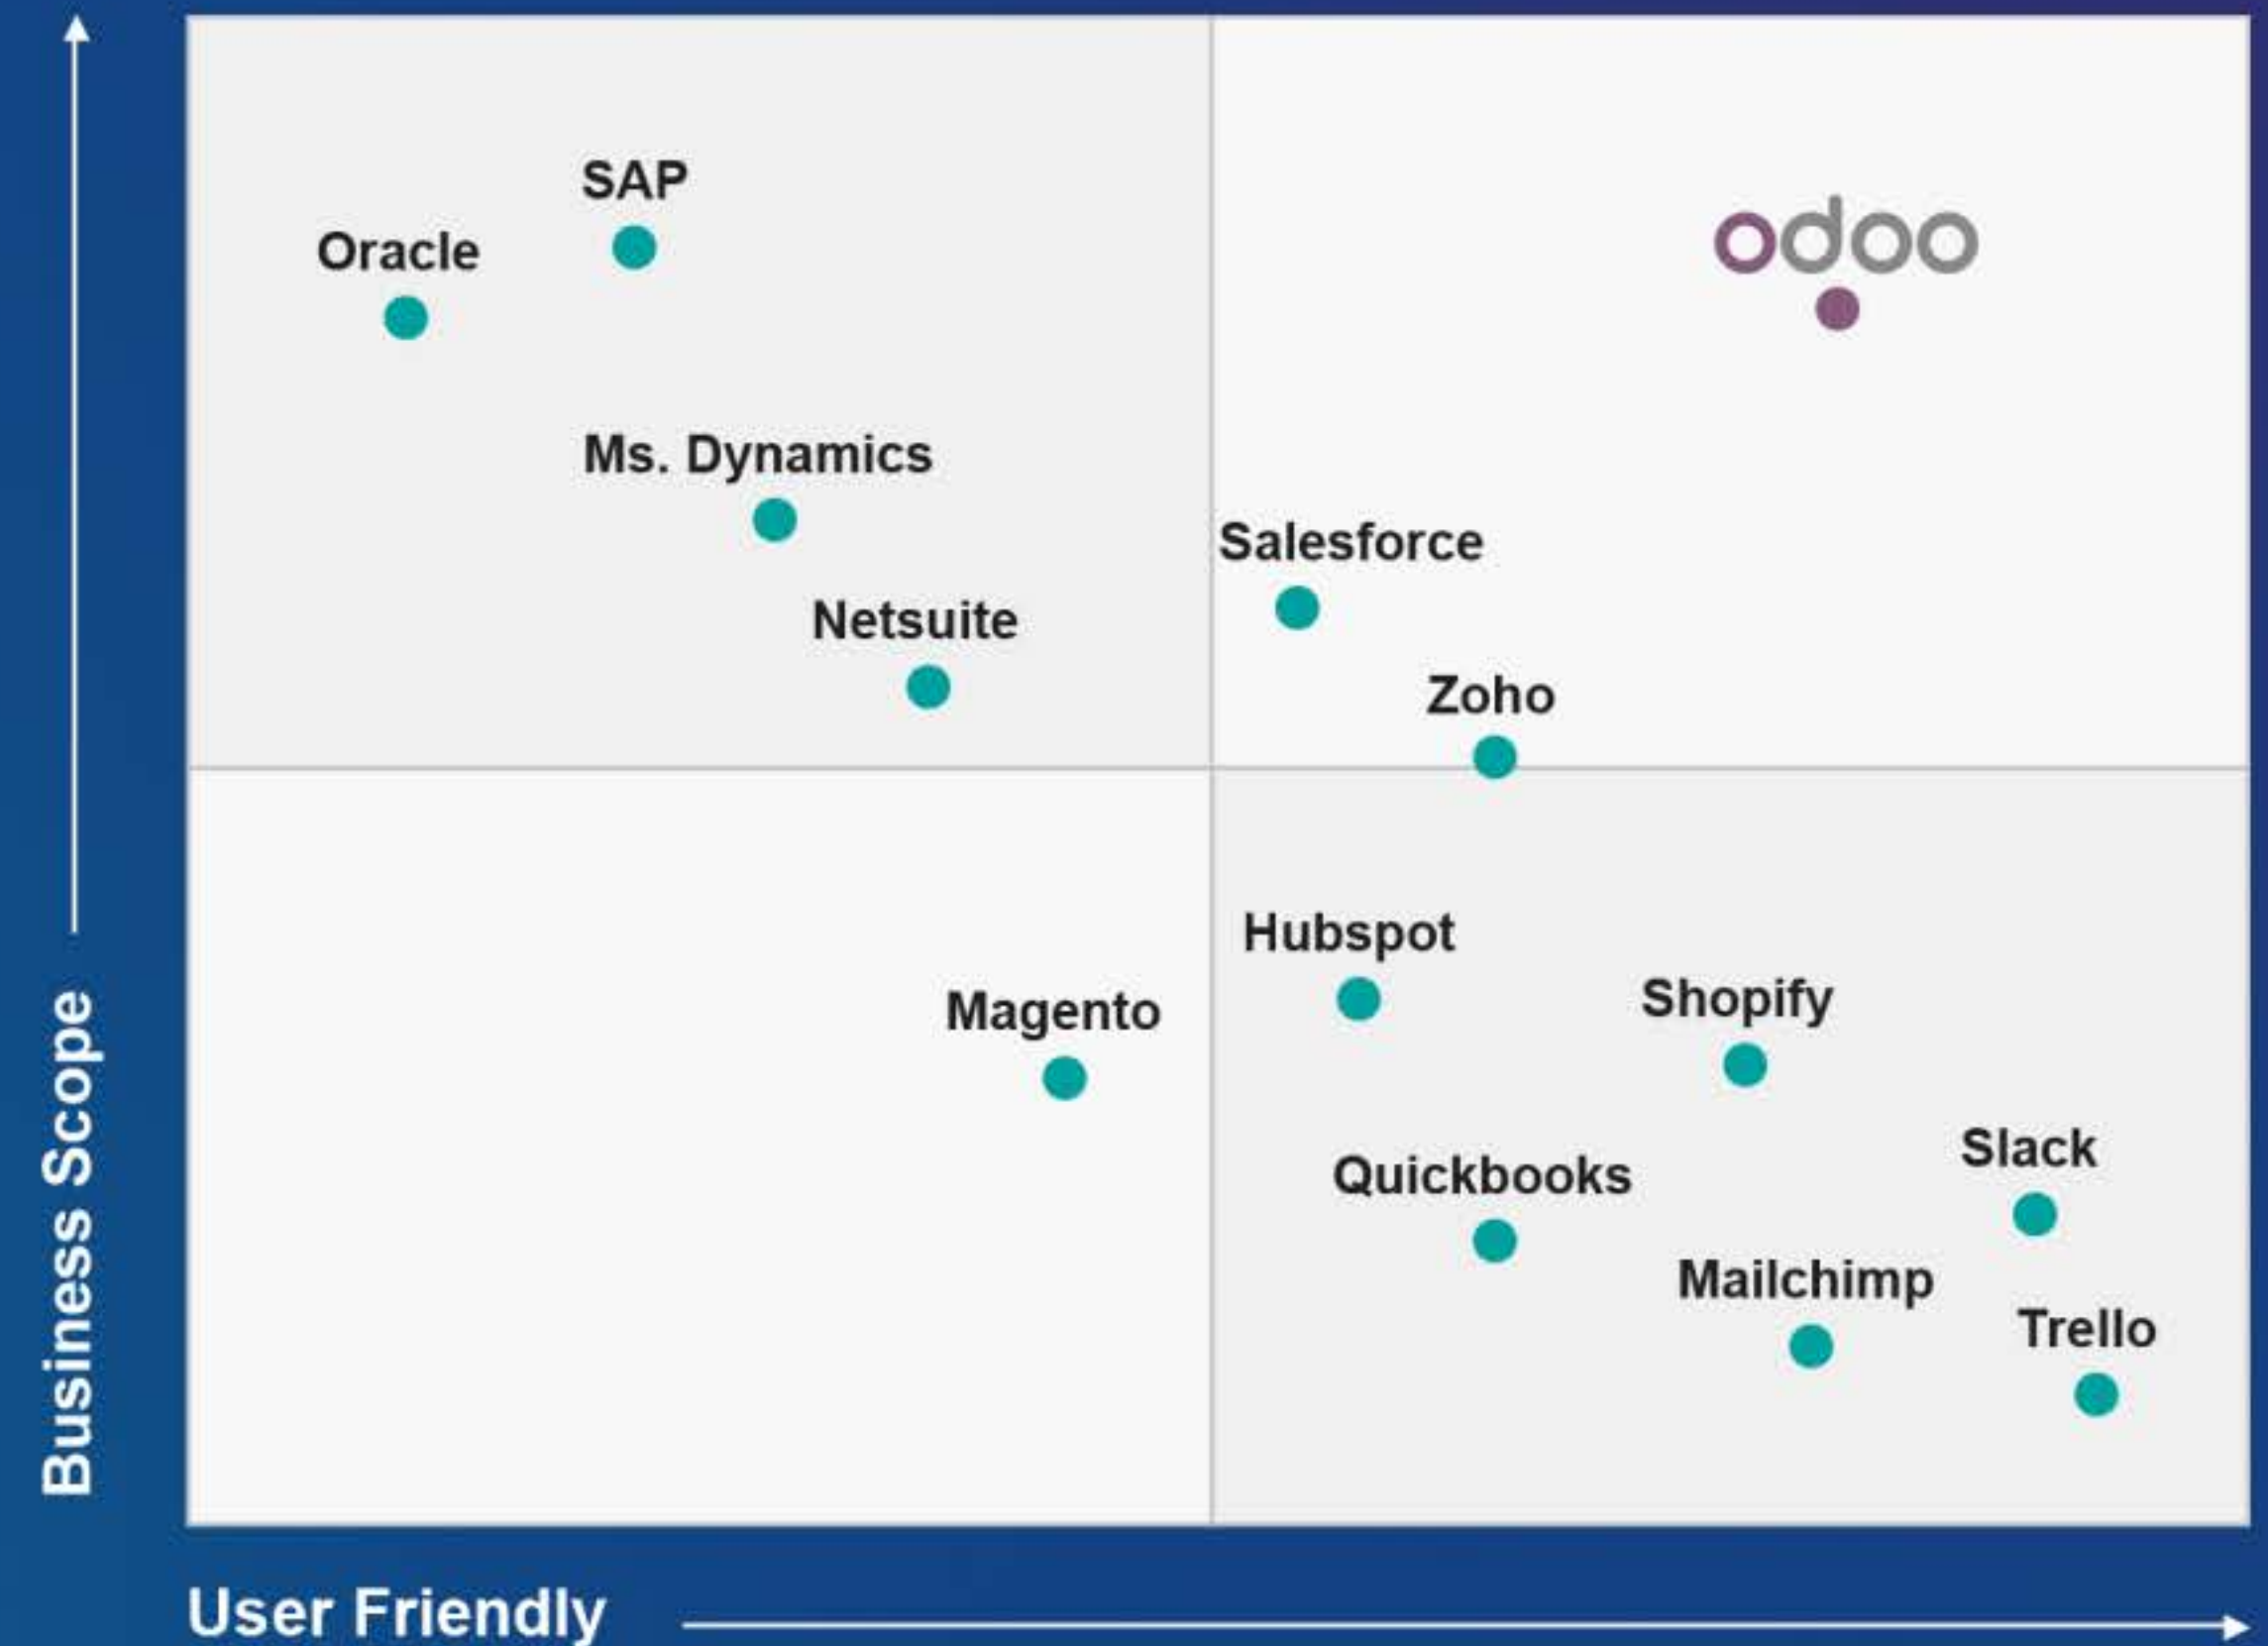 SAP
Oracle
odoo
Ms. Dynamics
Salesforce
Netsuite
Zoho
Hubspot
Shopify
Magento
Slack
Quickbooks
Mailchimp
Trello
Business Scope
User Friendly